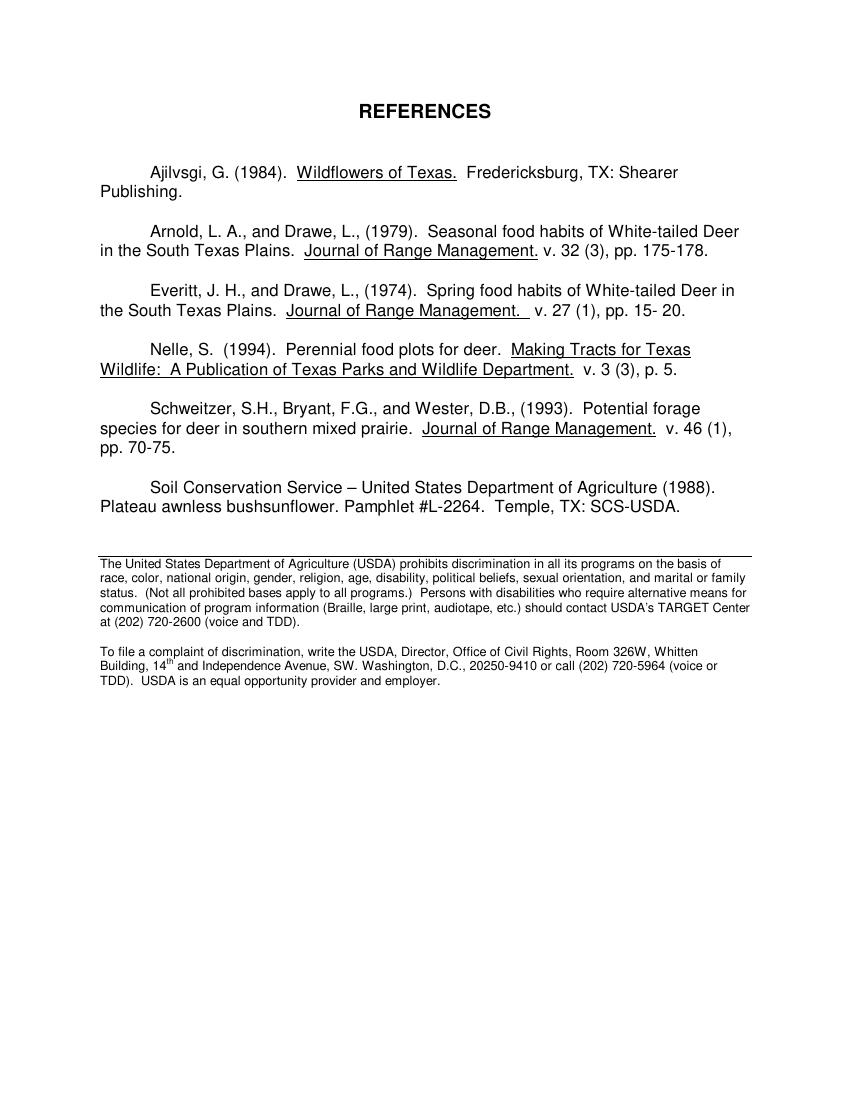 REFERENCES
Ajilvsgi, G. (1984).  Wildflowers of Texas.  Fredericksburg, TX: Shearer
Publishing.
Arnold, L. A., and Drawe, L., (1979).  Seasonal food habits of White-tailed Deer
in the South Texas Plains.  Journal of Range Management. v. 32 (3), pp. 175-178.
Everitt, J. H., and Drawe, L., (1974).  Spring food habits of White-tailed Deer in
the South Texas Plains.  Journal of Range Management.  v. 27 (1), pp. 15- 20.
Nelle, S.  (1994).  Perennial food plots for deer.  Making Tracts for Texas
Wildlife:  A Publication of Texas Parks and Wildlife Department.  v. 3 (3), p. 5.
Schweitzer, S.H., Bryant, F.G., and Wester, D.B., (1993).  Potential forage
species for deer in southern mixed prairie.  Journal of Range Management.  v. 46 (1),
pp. 70-75.
Soil Conservation Service – United States Department of Agriculture (1988).
Plateau awnless bushsunflower. Pamphlet #L-2264.  Temple, TX: SCS-USDA.
The United States Department of Agriculture (USDA) prohibits discrimination in all its programs on the basis of
race, color, national origin, gender, religion, age, disability, political beliefs, sexual orientation, and marital or family
status.  (Not all prohibited bases apply to all programs.)  Persons with disabilities who require alternative means for
communication of program information (Braille, large print, audiotape, etc.) should contact USDA's TARGET Center
at (202) 720-2600 (voice and TDD).
To file a complaint of discrimination, write the USDA, Director, Office of Civil Rights, Room 326W, Whitten
Building, 14th and Independence Avenue, SW. Washington, D.C., 20250-9410 or call (202) 720-5964 (voice or
TDD).  USDA is an equal opportunity provider and employer.